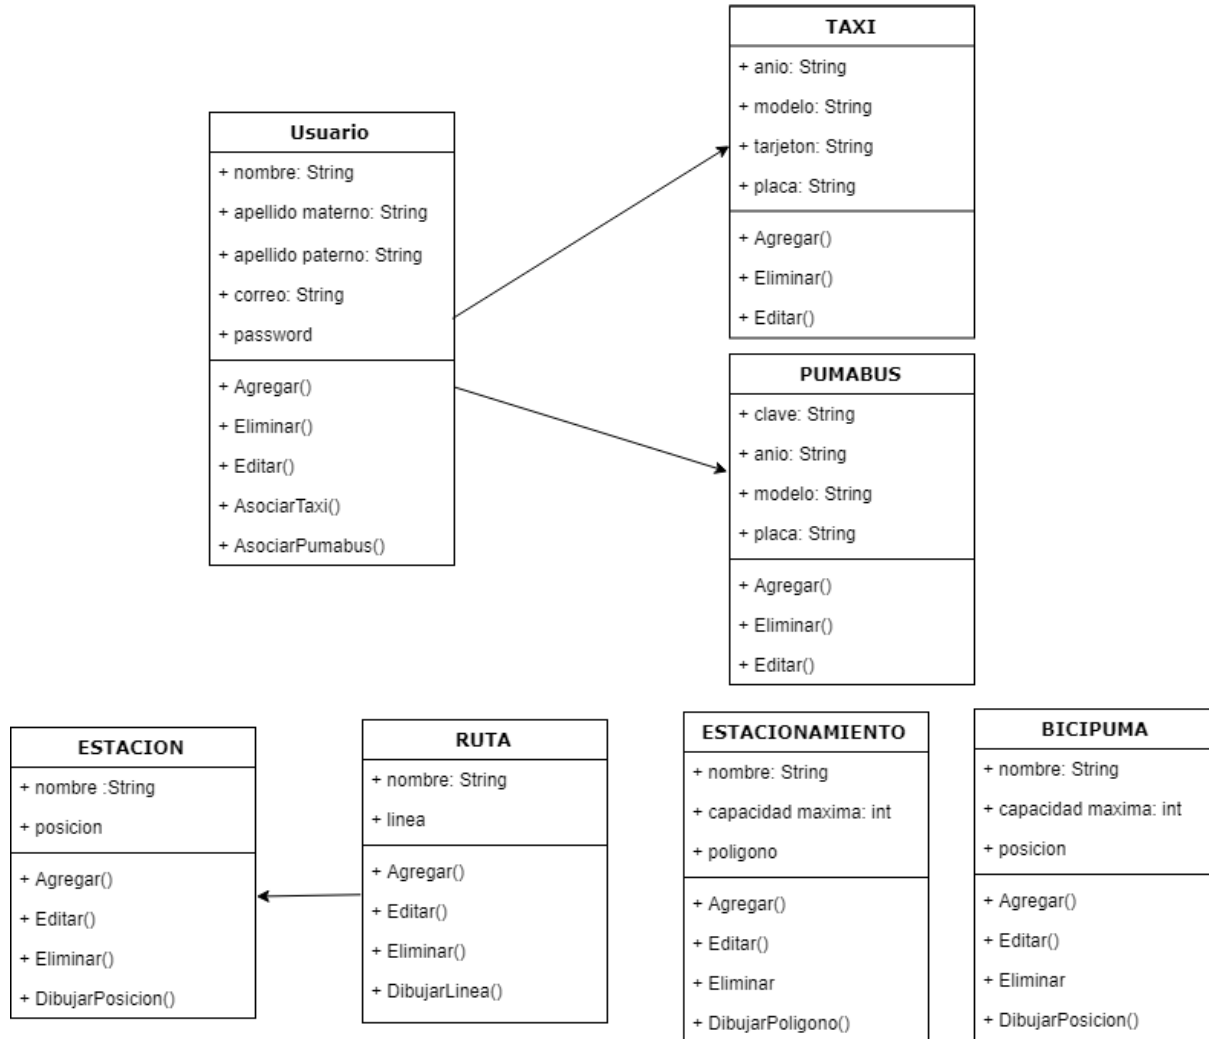 TAXI
+ anio: String
+ modelo: String
+ tarjeton: String
+ placa: String
+ Agregar()
+ Eliminar()
+ Editar()
Usuario
+ nombre: String
+ apellido materno: String
+ apellido paterno: String
+ correo: String
+ password
+ Agregar()
+ Eliminar()
+ Editar()
+ AsociarTaxi()
+ AsociarPumabus()
PUMABUS
+ clave: String
+ anio: String
+ modelo: String
+ placa: String
+ Agregar()
+ Eliminar()
+ Editar()
ESTACION
+ nombre :String
+ posicion
+ Agregar()
+ Editar()
+ Eliminar()
+ DibujarPosicion()
RUTA
+ nombre: String
+ linea
+ Agregar()
+ Editar()
+ Eliminar()
+ DibujarLinea()
ESTACIONAMIENTO
+ nombre: String
+ capacidad maxima: int
+ poligono
+ Agregar()
+ Editar()
+ Eliminar
+ DibujarPoligono()
BICIPUMA
+ nombre: String
+ capacidad maxima: int
+ posicion
+ Agregar()
+ Editar()
+ Eliminar
+ DibujarPosicion()